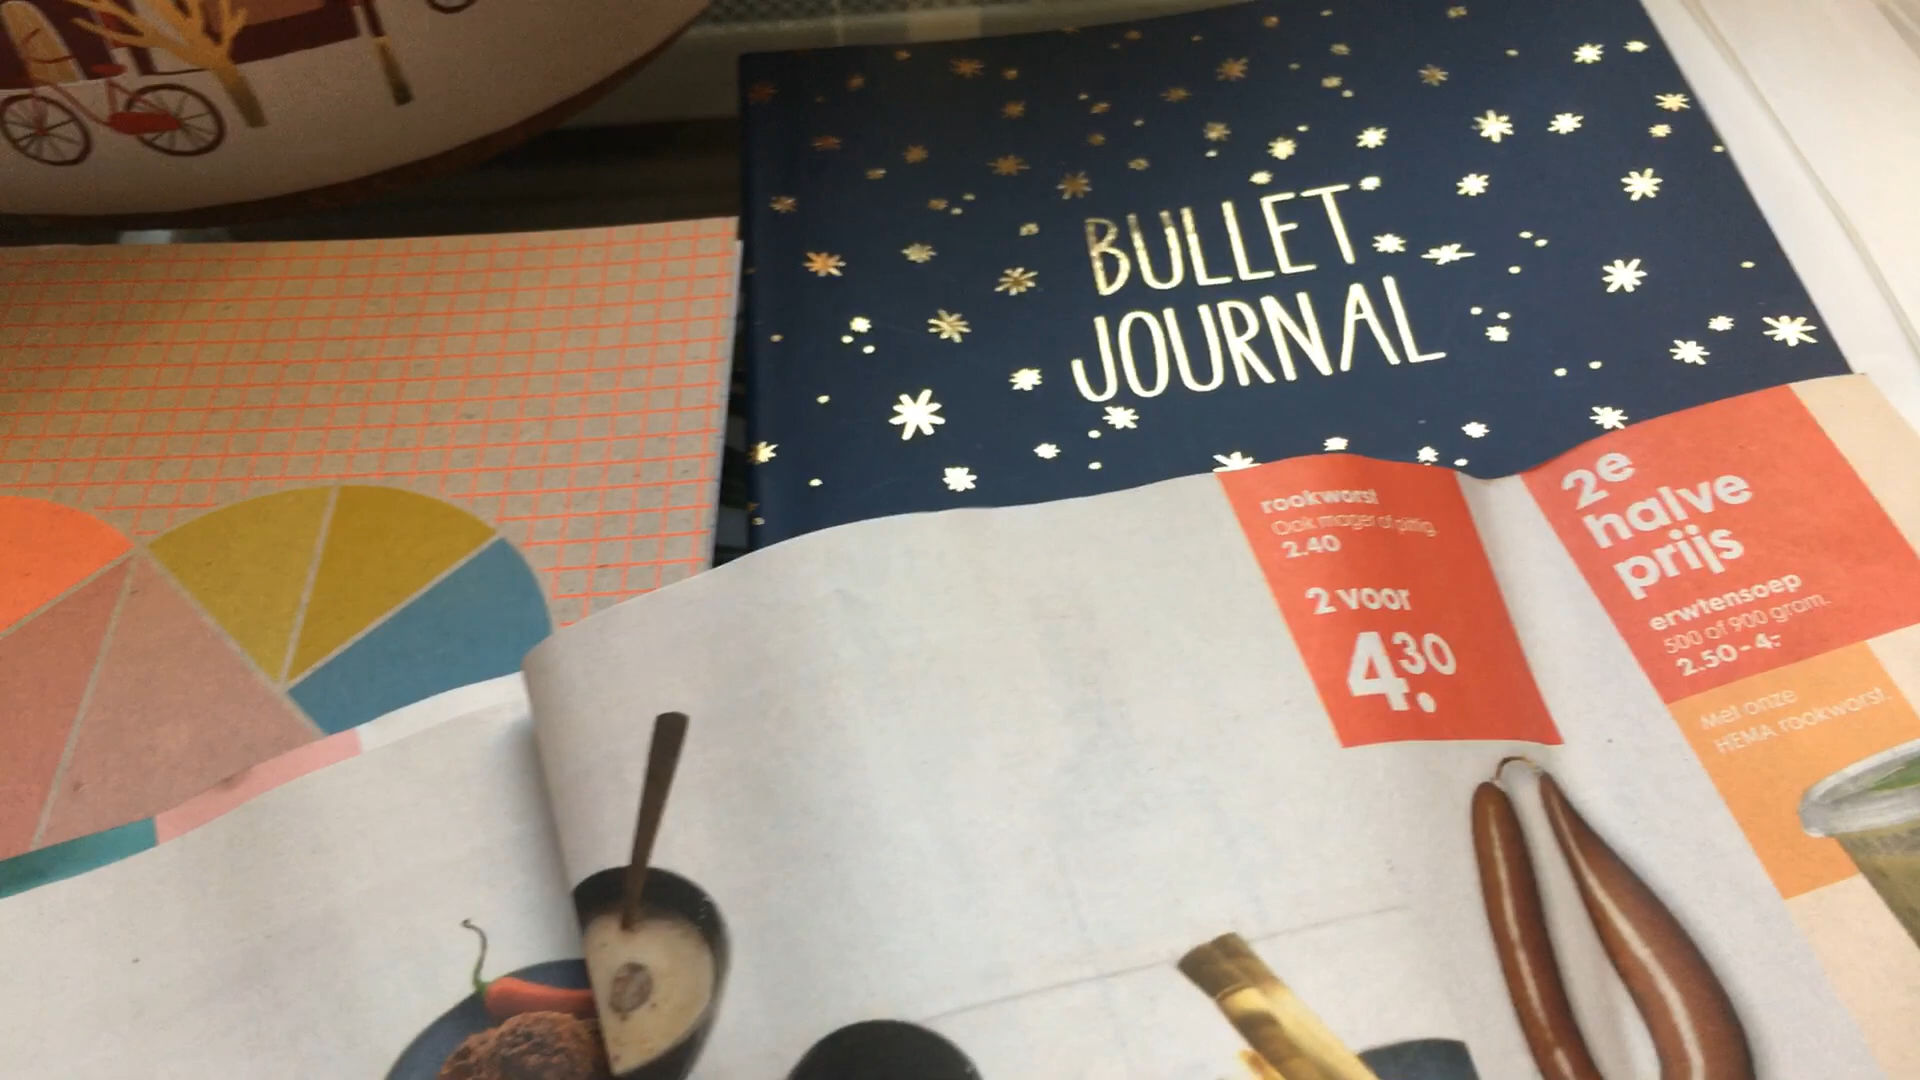 BULLET
JOURNAL
rookworst
Ook mager of pittig.
2.40
2 voor
4.30
2e
halve
prijs
erwtensoep
500 of 900 gram.
2.50 - 4.-
Met onze
HEMA rookworst.